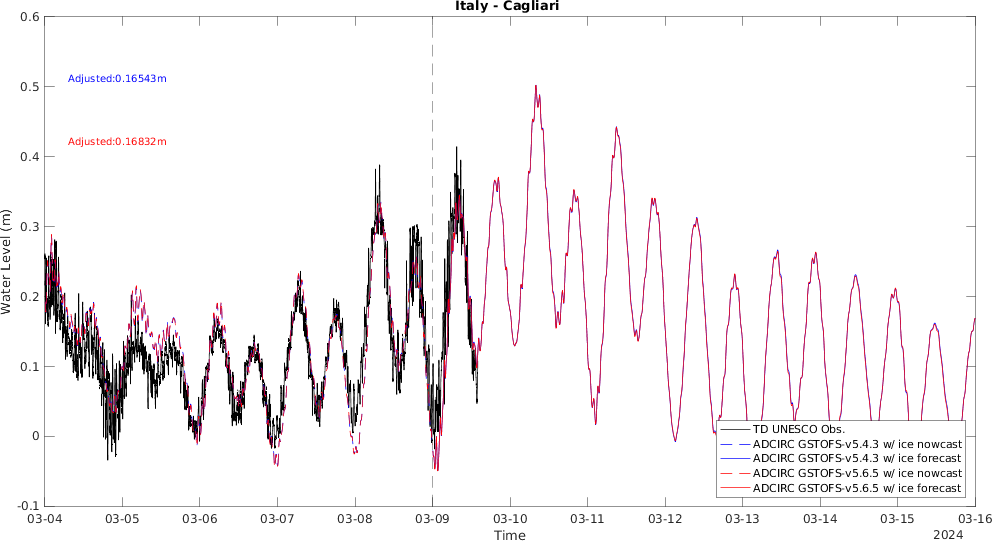 Italy - Cagliari
0.6
0.5
0.4
0.3
0.2
0.1
0
-0.1
Water Level (m)
Adjusted:0.16543m
Adjusted:0.16832m
TD UNESCO Obs.
ADCIRC GSTOFS-v5.4.3 w/ ice nowcast
ADCIRC GSTOFS-v5.4.3 w/ ice forecast
ADCIRC GSTOFS-v5.6.5 w/ ice nowcast
ADCIRC GSTOFS-v5.6.5 w/ ice forecast
03-04 03-05 03-06 03-07 03-08 03-09 03-10 03-11 03-12 03-13 03-14 03-15 03-16
Time
2024